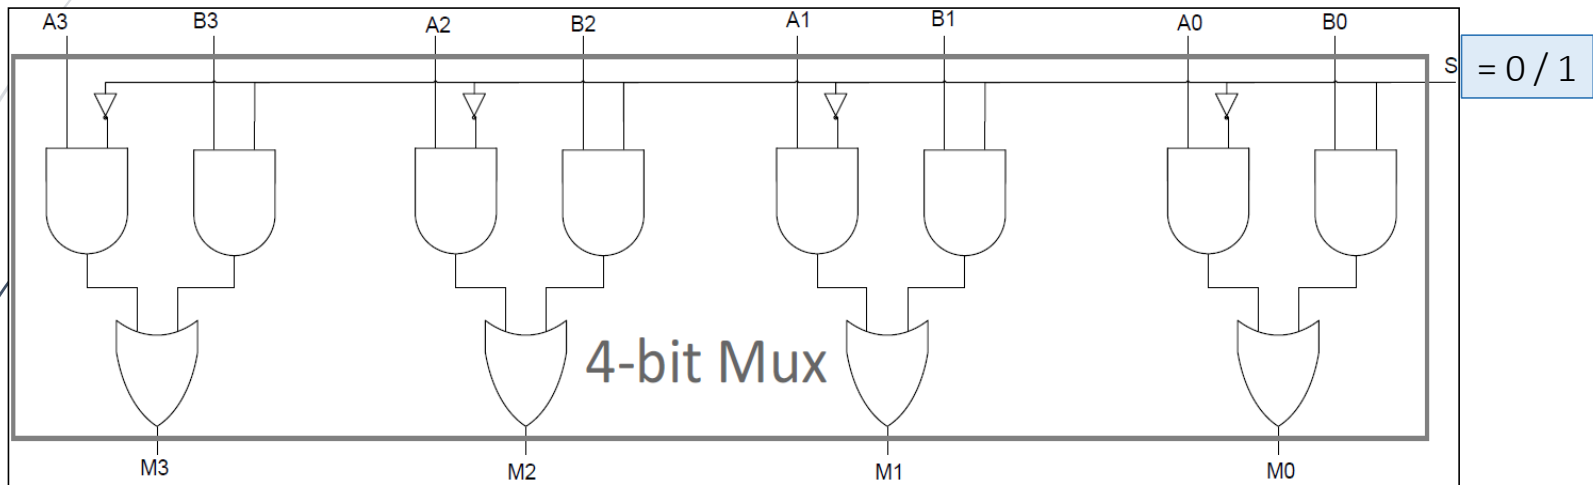 A3 B3 A2 B2 A1 B1 A0 B0
S = 0 / 1
4-bit Mux
M3 M2 M1 M0